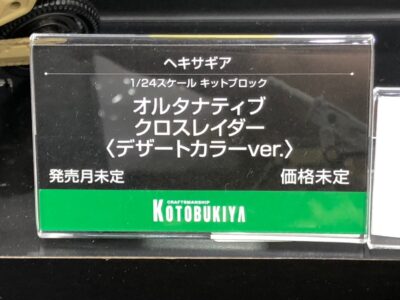 ヘキサギア
1/24スケール キットブロック
オルタナティブ
クロスレイダー
〈デザートカラーver.〉
発売月未定 価格未定
CRAFTSMANSHIP
KOTOBUKIYA